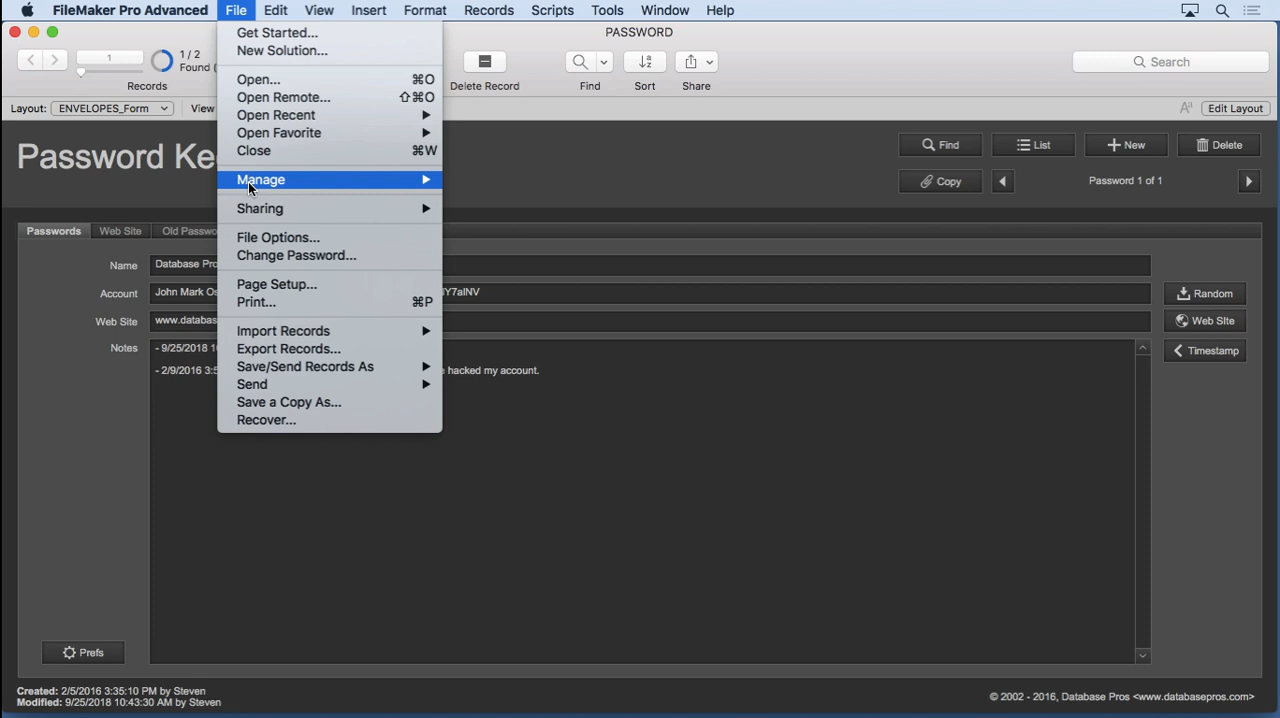 FileMaker Pro Advanced File Edit View Insert Format Records Scripts Tools Window Help
PASSWORD
Get Started...
New Solution...
Open... ⌘O
Open Remote... ⇧⌘O
Open Recent
Open Favorite
Close ⌘W
Manage
Sharing
File Options...
Change Password...
Page Setup...
Print... ⌘P
Import Records
Export Records...
Save/Send Records As
Send
Save a Copy As...
Recover...
1
1 / 2
Found (
Records
Delete Record
Find
Sort
Share
Search
Layout: ENVELOPES_Form View
Edit Layout
Password Ke
Find
List
New
Delete
Copy
Password 1 of 1
Passwords
Web Site
Old Passwo
Name Database Pro
Account John Mark Os
Y7aINV
Random
Web Site www.databas
Web SIte
Notes - 9/25/2018 1
Timestamp
- 2/9/2016 3:5
hacked my account.
Prefs
Created: 2/5/2016 3:35:10 PM by Steven
Modified: 9/25/2018 10:43:30 AM by Steven
© 2002 - 2016, Database Pros <www.databasepros.com>